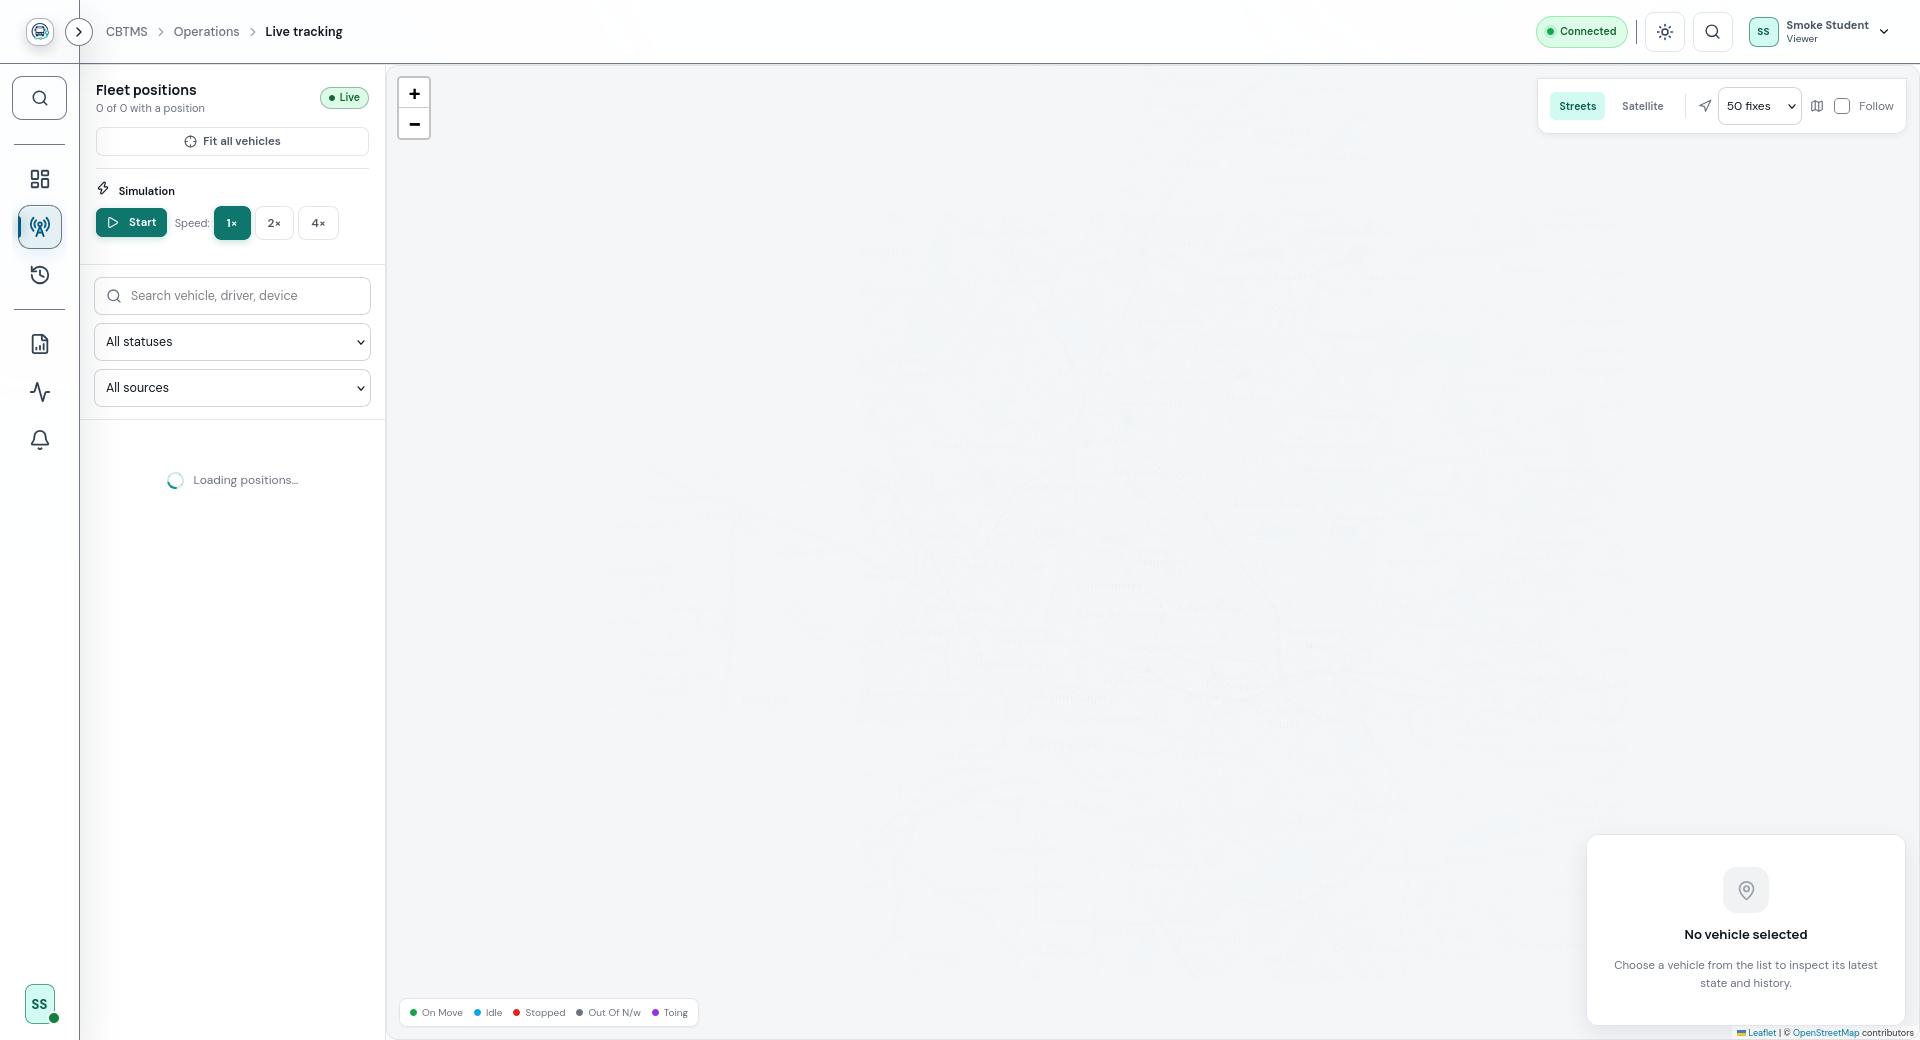 CBTMS
Operations
Live tracking
Connected
SS
Smoke Student
Viewer
Fleet positions
0 of 0 with a position
Live
Fit all vehicles
Simulation
Start
Speed:
1×
2×
4×
Search vehicle, driver, device
All statuses
All sources
Loading positions...
+
−
Streets
Satellite
50 fixes
Follow
No vehicle selected
Choose a vehicle from the list to inspect its latest
state and history.
On Move
Idle
Stopped
Out Of N/w
Toing
SS
Leaflet | © OpenStreetMap contributors